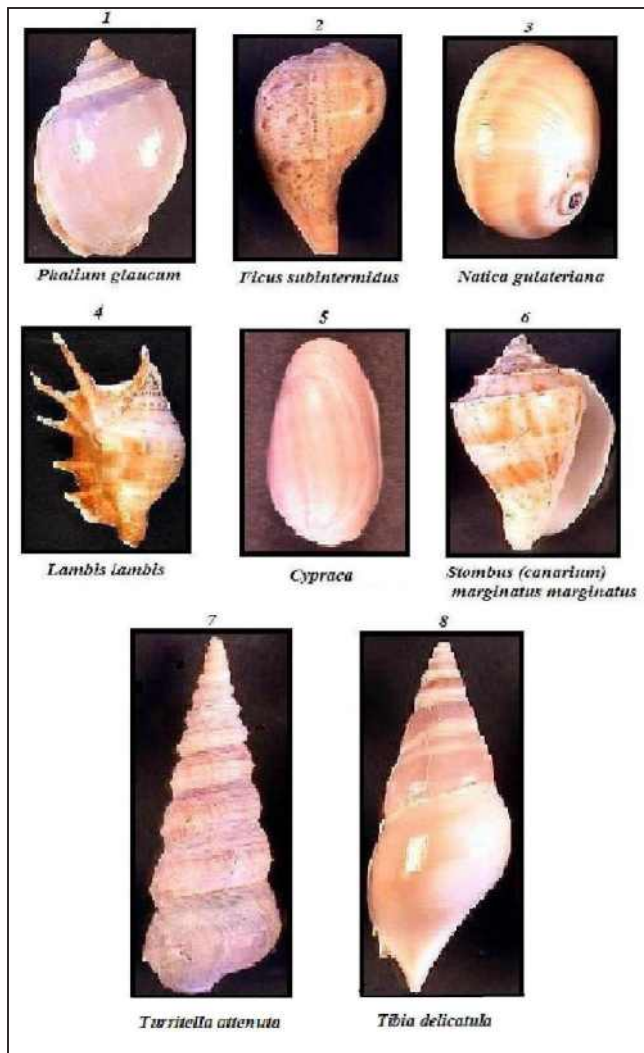 1
2
3
Phalium glaucum
Ficus subintermidus
Natica gulateriana
4
5
6
Lambis lambis
Cypraea
Stombus (canarium)
marginatus marginatus
7
8
Turritella attenuta
Tibia delicatula